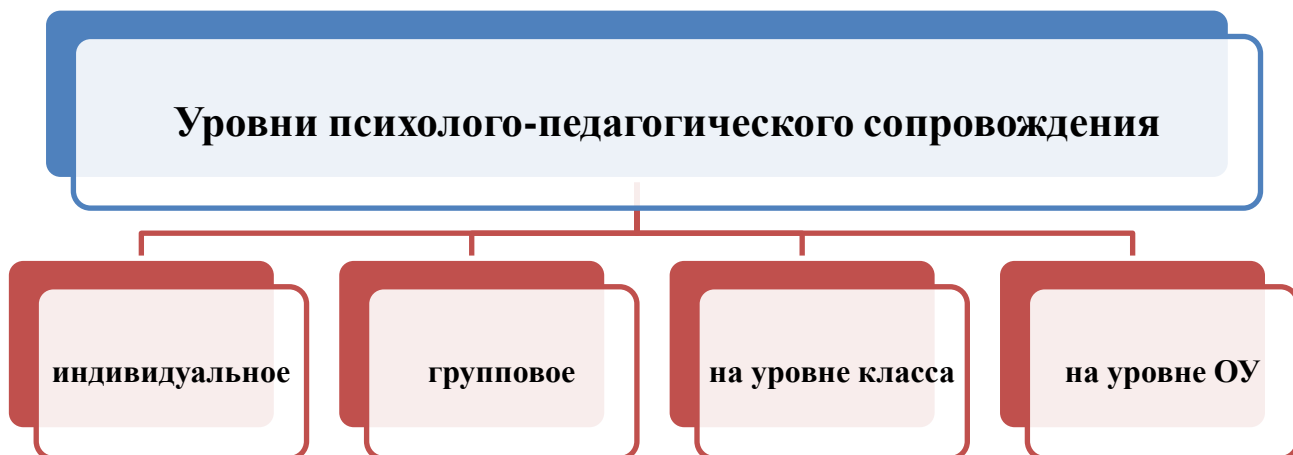 Уровни психолого-педагогического сопровождения
индивидуальное
групповое
на уровне класса
на уровне ОУ